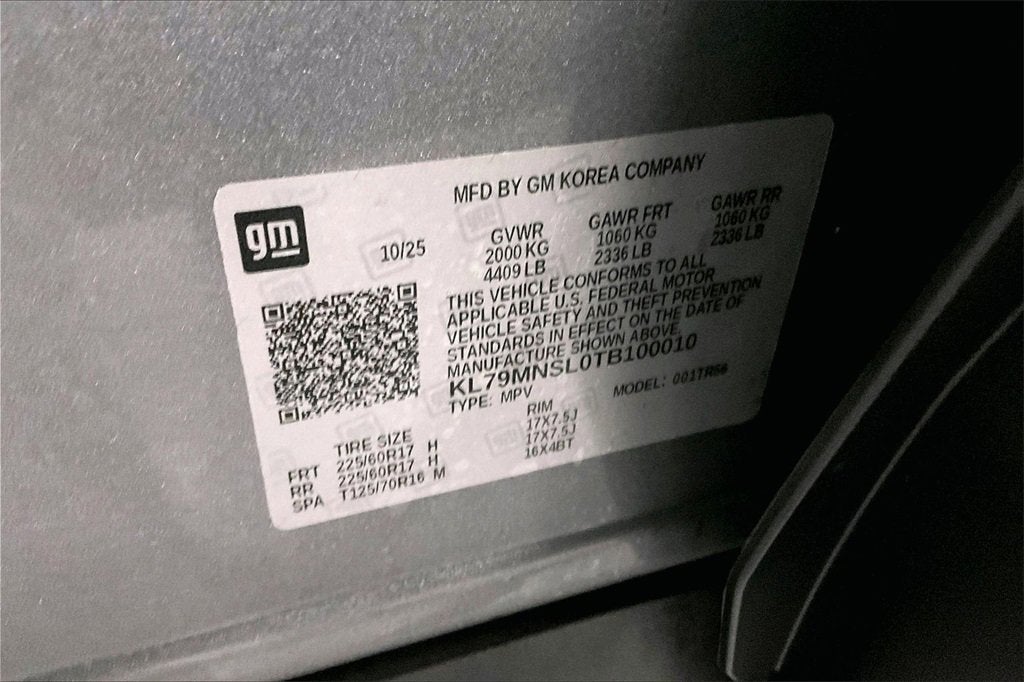 MFD BY GM KOREA COMPANY
gm
10/25
GVWR GAWR FRT GAWR RR
2000 KG 1060 KG 1060 KG
4409 LB 2336 LB 2336 LB
THIS VEHICLE CONFORMS TO ALL
APPLICABLE U.S. FEDERAL MOTOR
VEHICLE SAFETY AND THEFT PREVENTION
STANDARDS IN EFFECT ON THE DATE OF
MANUFACTURE SHOWN ABOVE.
KL79MNSL0TB100010
TYPE: MPV MODEL: 001TR56
TIRE SIZE RIM
FRT 225/60R17 H 17X7.5J
RR 225/60R17 H 17X7.5J
SPA T125/70R16 M 16X4BT